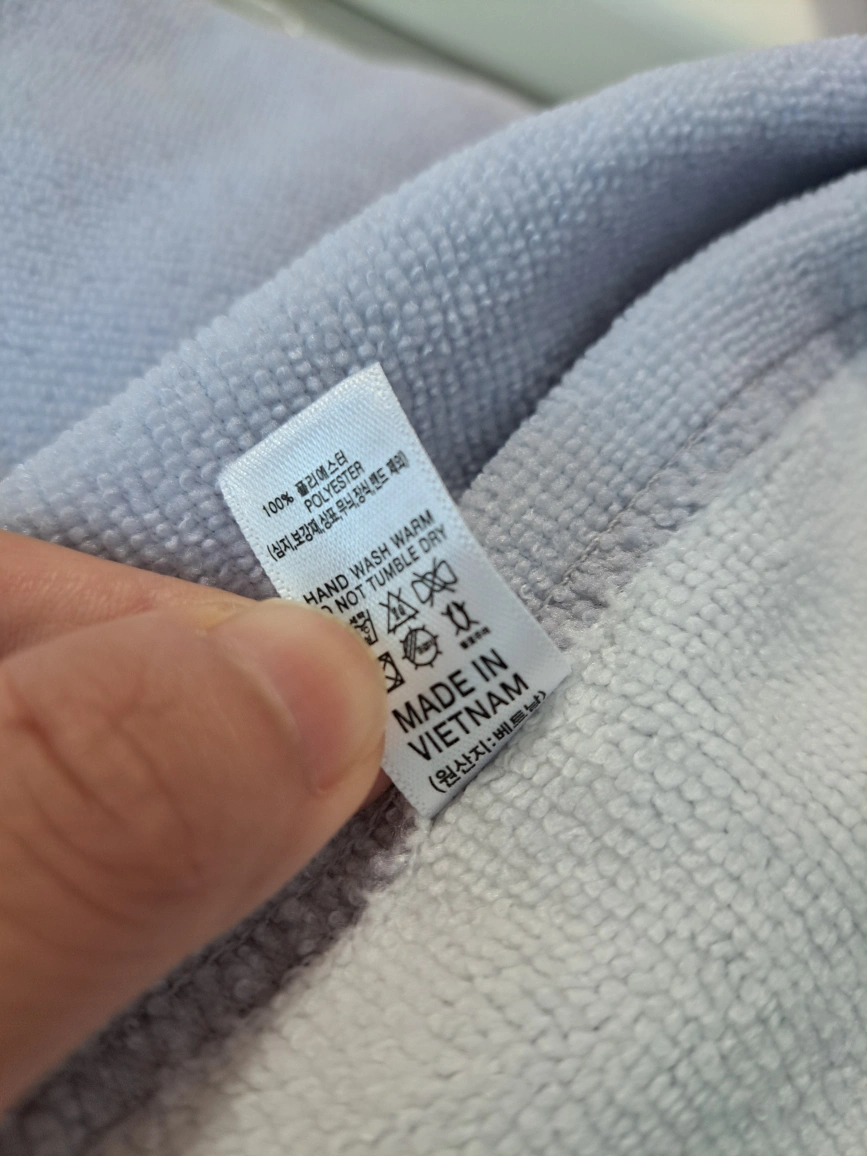 100% 폴리에스터
POLYESTER
(심지,보강재,상표,무늬,장식,밴드 제외)
HAND WASH WARM
NOT TUMBLE DRY
MADE IN
VIETNAM
(원산지:베트남)